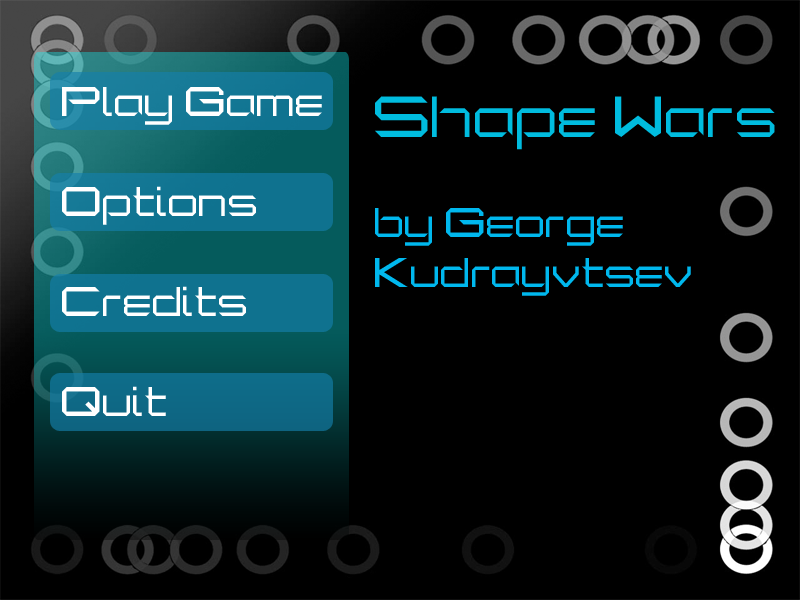 Play Game
Options
Credits
Quit
Shape Wars
by George
Kudrayvtsev